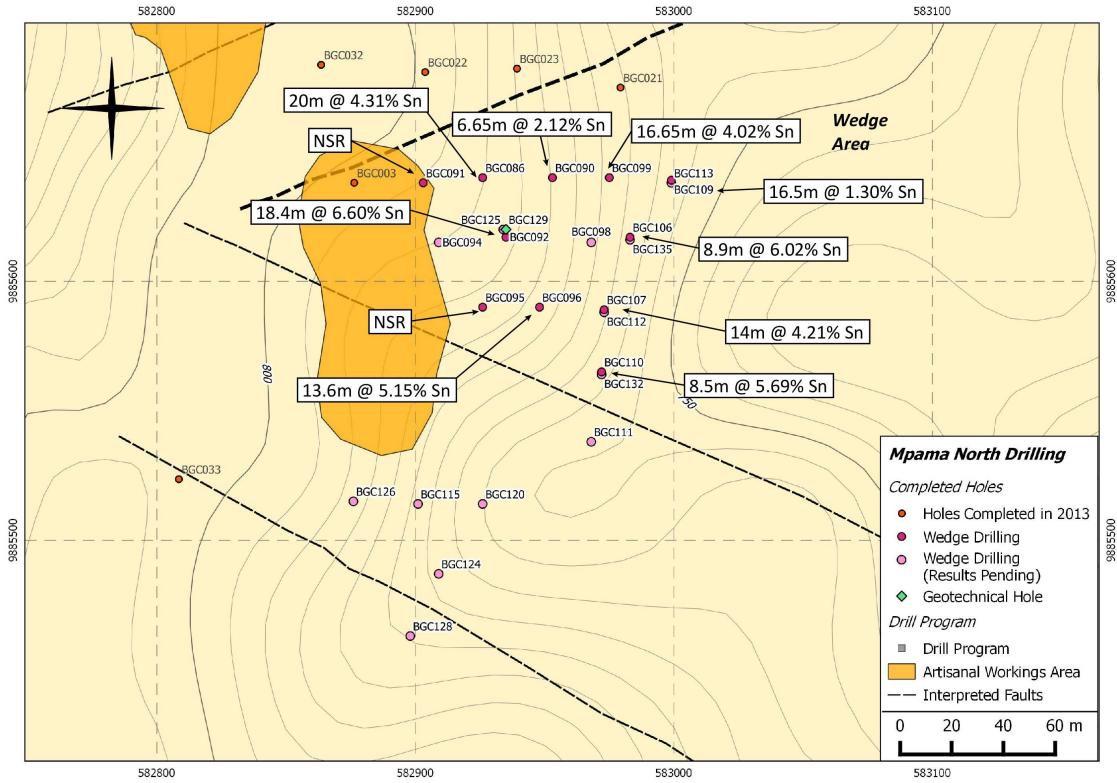 582800
582900
583000
583100
BGC032
BGC022
BGC023
BGC021
20m @ 4.31% Sn
6.65m @ 2.12% Sn
16.65m @ 4.02% Sn
Wedge
Area
NSR
BGC003
BGC091
BGC086
BGC090
BGC099
BGC113
BGC109
16.5m @ 1.30% Sn
18.4m @ 6.60% Sn
BGC125
BGC129
BGC092
BGC094
BGC098
BGC106
BGC135
8.9m @ 6.02% Sn
9885600
9885600
BGC095
BGC096
BGC107
BGC112
NSR
14m @ 4.21% Sn
800
13.6m @ 5.15% Sn
BGC110
BGC132
8.5m @ 5.69% Sn
750
BGC111
BGC033
BGC126
BGC115
BGC120
9885500
9885500
BGC124
BGC128
Mpama North Drilling
Completed Holes
Holes Completed in 2013
Wedge Drilling
Wedge Drilling
(Results Pending)
Geotechnical Hole
Drill Program
Drill Program
Artisanal Workings Area
Interpreted Faults
0 20 40 60 m
582800
582900
583000
583100